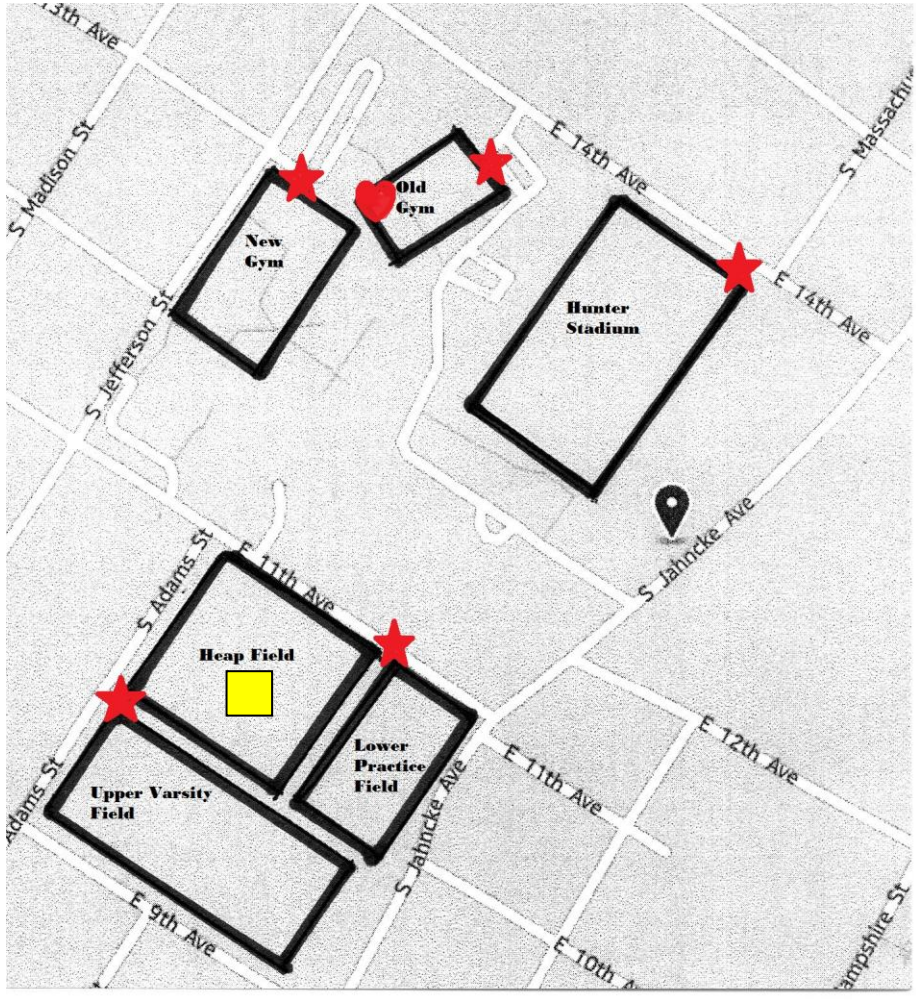 13th Ave
S Madison St
E 14th Ave
S Massachu
Old
Gym
New
Gym
E 14th Ave
Hunter
Stadium
S Jefferson St
S Jahncke Ave
S Adams St
E 11th Ave
Heap Field
Lower
Practice
Field
E 12th Ave
E 11th Ave
Adams St
Upper Varsity
Field
S Jahncke Ave
E 9th Ave
E 10th Ave
ampshire St